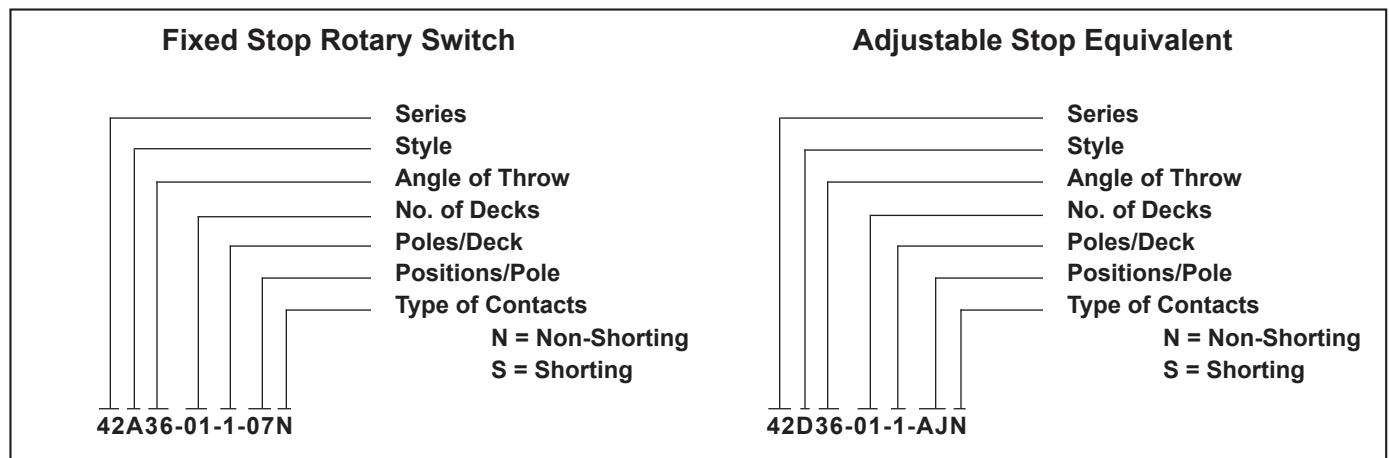 Fixed Stop Rotary Switch
Series
Style
Angle of Throw
No. of Decks
Poles/Deck
Positions/Pole
Type of Contacts
N = Non-Shorting
S = Shorting
42A36-01-1-07N
Adjustable Stop Equivalent
Series
Style
Angle of Throw
No. of Decks
Poles/Deck
Positions/Pole
Type of Contacts
N = Non-Shorting
S = Shorting
42D36-01-1-AJN